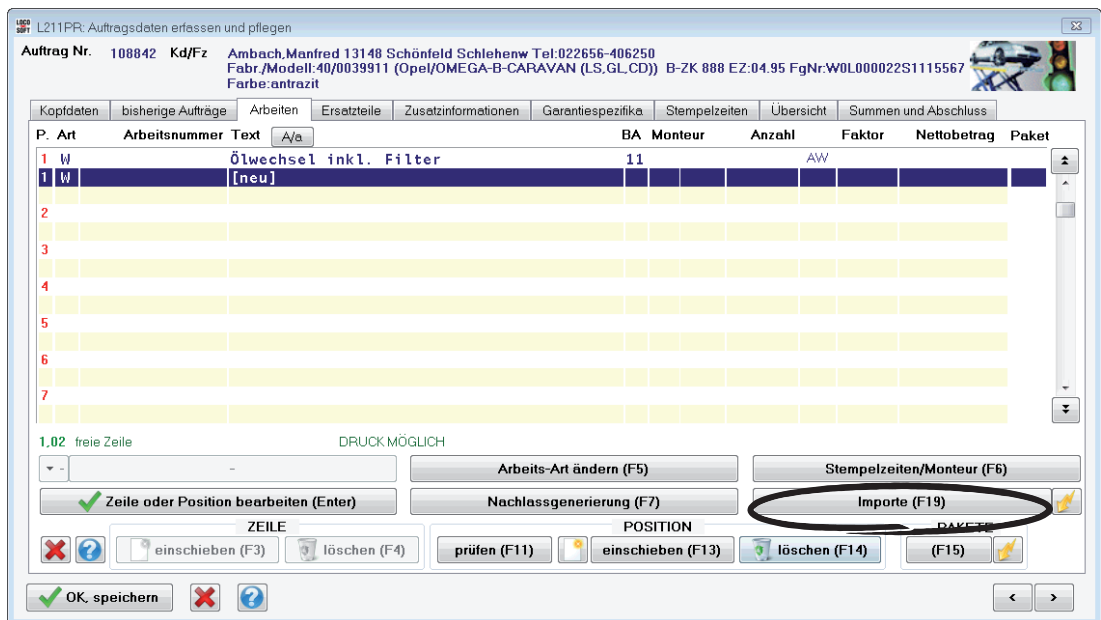 LOCO SOFT L211PR: Auftragsdaten erfassen und pflegen
Auftrag Nr. 108842 Kd/Fz Ambach,Manfred 13148 Schönfeld Schlehenw Tel:022656-406250
Fabr./Modell:40/0039911 (Opel/OMEGA-B-CARAVAN (LS,GL,CD)) B-ZK 888 EZ:04.95 FgNr:W0L000022S1115567
Farbe:antrazit
Kopfdaten bisherige Aufträge Arbeiten Ersatzteile Zusatzinformationen Garantiespezifika Stempelzeiten Übersicht Summen und Abschluss
P. Art Arbeitsnummer Text A/a BA Monteur Anzahl Faktor Nettobetrag Paket
1 W Ölwechsel inkl. Filter 11 AW
1 W [neu]
2
3
4
5
6
7
1,02 freie Zeile DRUCK MÖGLICH
- - Arbeits-Art ändern (F5) Stempelzeiten/Monteur (F6)
Zeile oder Position bearbeiten (Enter) Nachlassgenerierung (F7) Importe (F19)
ZEILE POSITION PAKETE
einschieben (F3) löschen (F4) prüfen (F11) einschieben (F13) löschen (F14) (F15)
OK, speichern < >